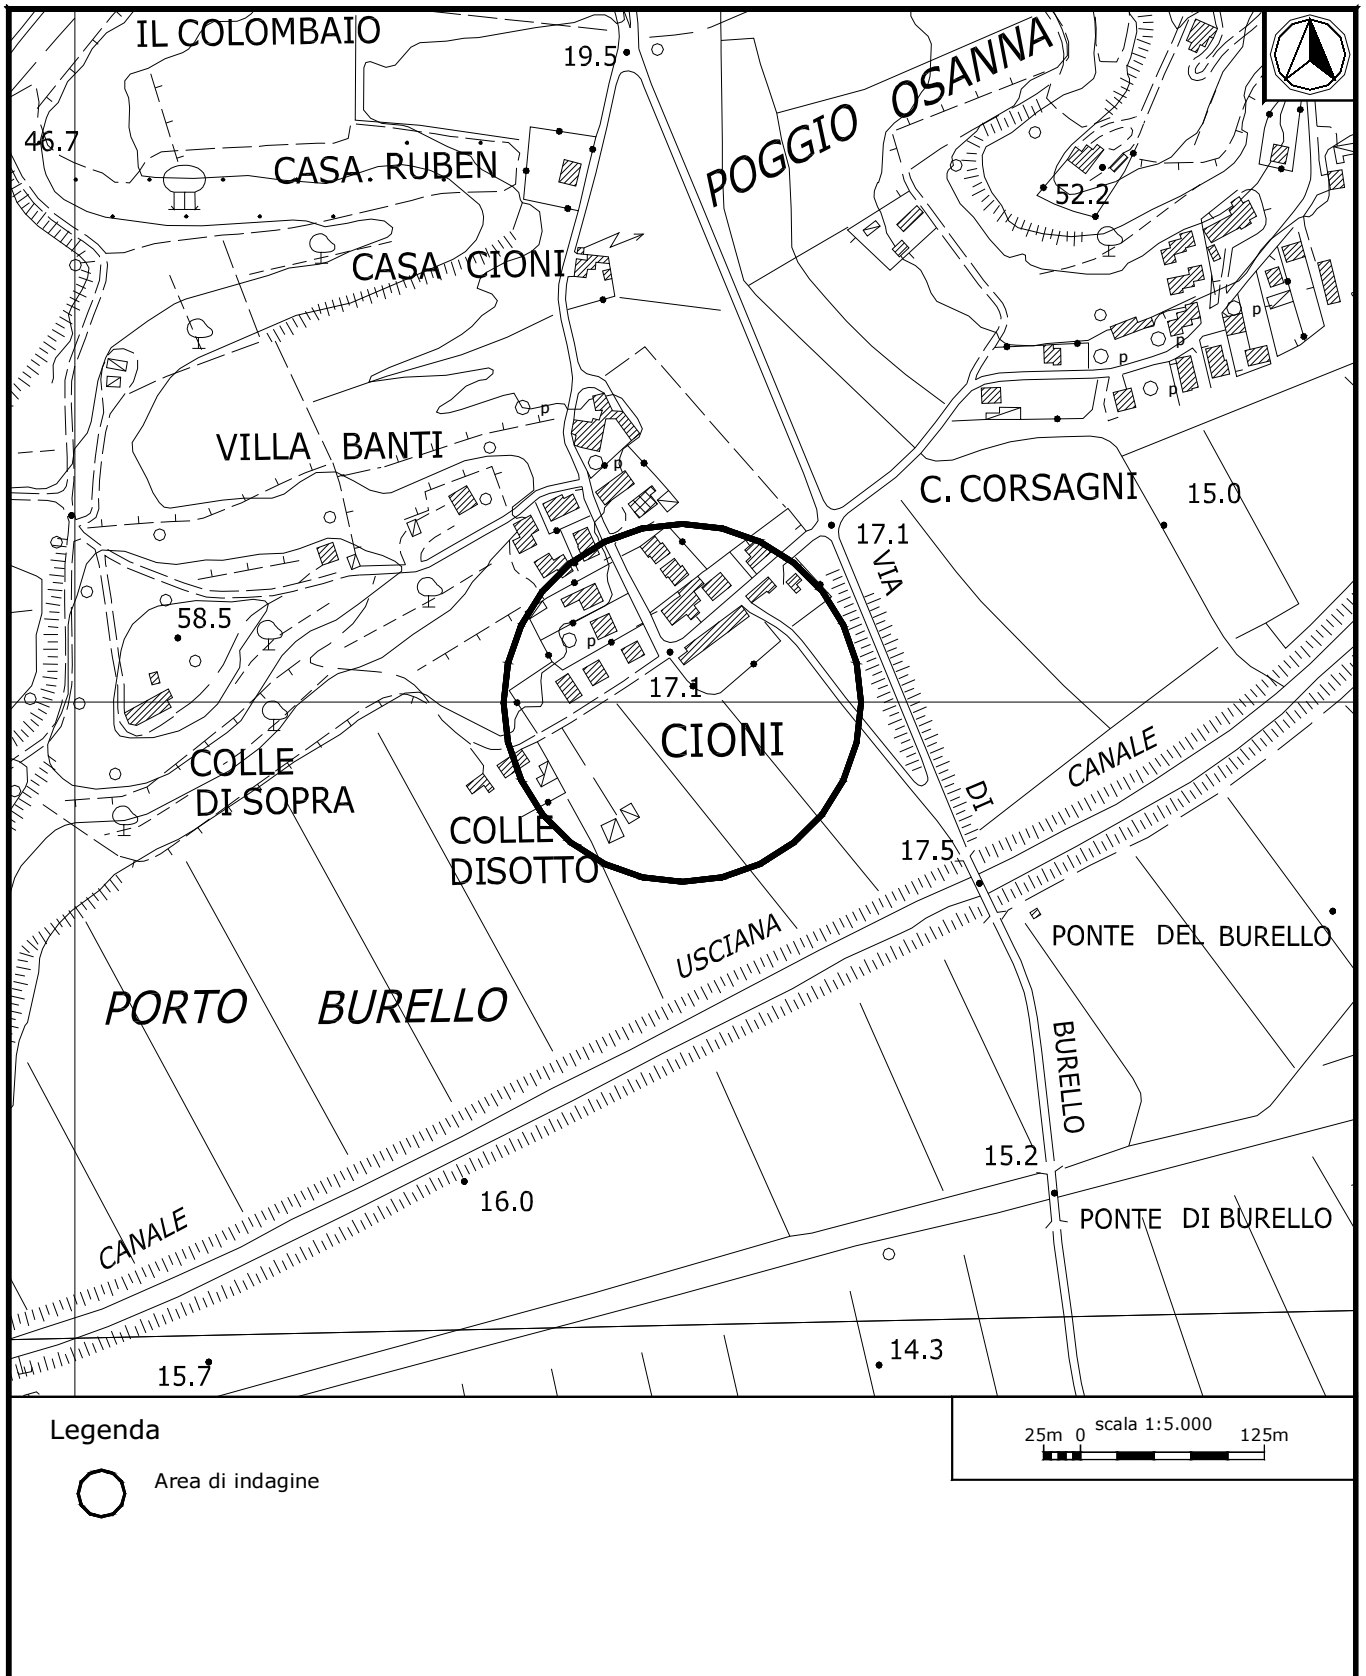 IL COLOMBAIO
19.5
POGGIO OSANNA
46.7
CASA RUBEN
52.2
CASA CIONI
p
p
p
p
p
VILLA BANTI
p
C. CORSAGNI
15.0
17.1
VIA
58.5
p
17.1
CIONI
CANALE
COLLE
DI SOPRA
DI
COLLE
DISOTTO
17.5
USCIANA
PONTE DEL BURELLO
PORTO BURELLO
BURELLO
15.2
16.0
CANALE
PONTE DI BURELLO
14.3
15.7
Legenda
Area di indagine
scala 1:5.000
25m 0 125m